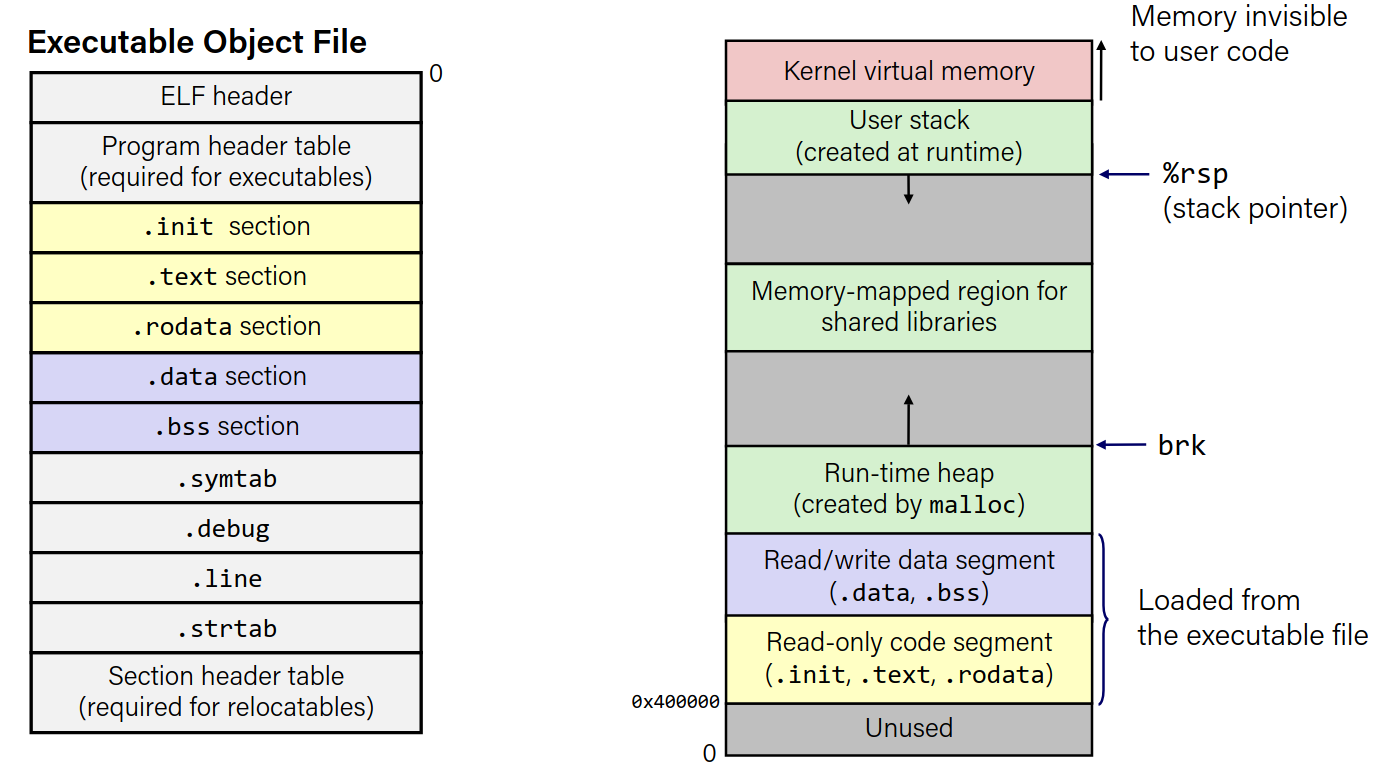 Executable Object File
0
ELF header
Program header table
(required for executables)
.init section
.text section
.rodata section
.data section
.bss section
.symtab
.debug
.line
.strtab
Section header table
(required for relocatables)
Memory invisible
to user code
Kernel virtual memory
User stack
(created at runtime)
%rsp
(stack pointer)
Memory-mapped region for
shared libraries
brk
Run-time heap
(created by malloc)
Read/write data segment
(.data, .bss)
Loaded from
the executable file
Read-only code segment
(.init, .text, .rodata)
0x400000
Unused
0